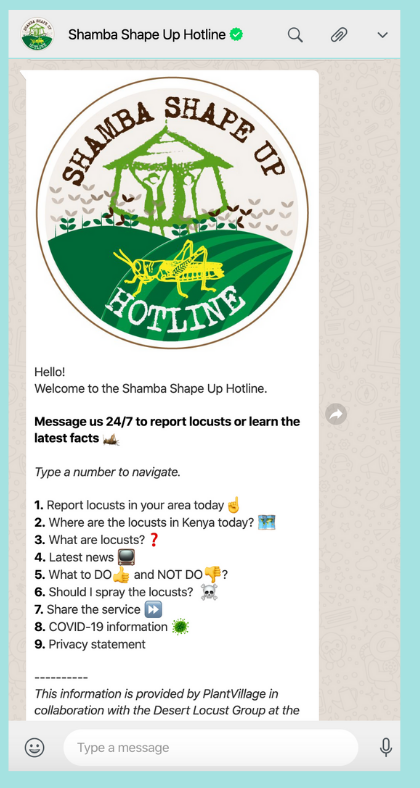 Shamba Shape Up Hotline
SHAMBA SHAPE UP
HOTLINE
Hello!
Welcome to the Shamba Shape Up Hotline.
Message us 24/7 to report locusts or learn the
latest facts 🦗
Type a number to navigate.
1. Report locusts in your area today ☝️
2. Where are the locusts in Kenya today? 🗺️
3. What are locusts? ❓
4. Latest news 📺
5. What to DO👍 and NOT DO👎?
6. Should I spray the locusts? ☠️
7. Share the service ⏩
8. COVID-19 information 🦠
9. Privacy statement
----------
This information is provided by PlantVillage in
collaboration with the Desert Locust Group at the
Type a message